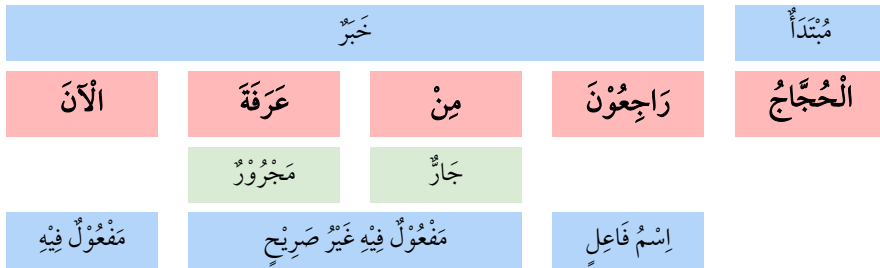 مُبْتَدَأٌ خَبَرٌ
الْحُجَّاجُ رَاجِعُوْنَ مِنْ عَرَفَةَ الْآنَ
جَارٌّ مَجْرُوْرٌ
اِسْمُ فَاعِلٍ مَفْعُوْلٌ فِيْهِ غَيْرُ صَرِيْحٍ مَفْعُوْلٌ فِيْهِ